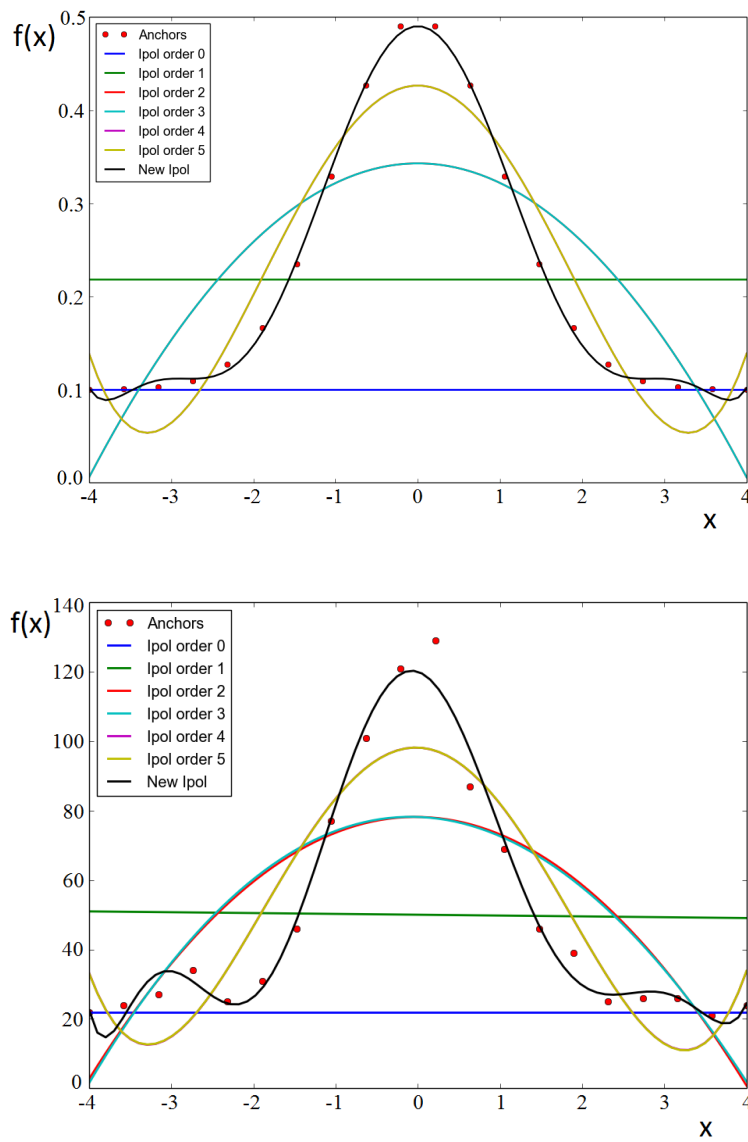 f(x)
0.5
0.4
0.3
0.2
0.1
0.0
Anchors
Ipol order 0
Ipol order 1
Ipol order 2
Ipol order 3
Ipol order 4
Ipol order 5
New Ipol
-4 -3 -2 -1 0 1 2 3 4
x
f(x)
140
120
100
80
60
40
20
0
Anchors
Ipol order 0
Ipol order 1
Ipol order 2
Ipol order 3
Ipol order 4
Ipol order 5
New Ipol
-4 -3 -2 -1 0 1 2 3 4
x